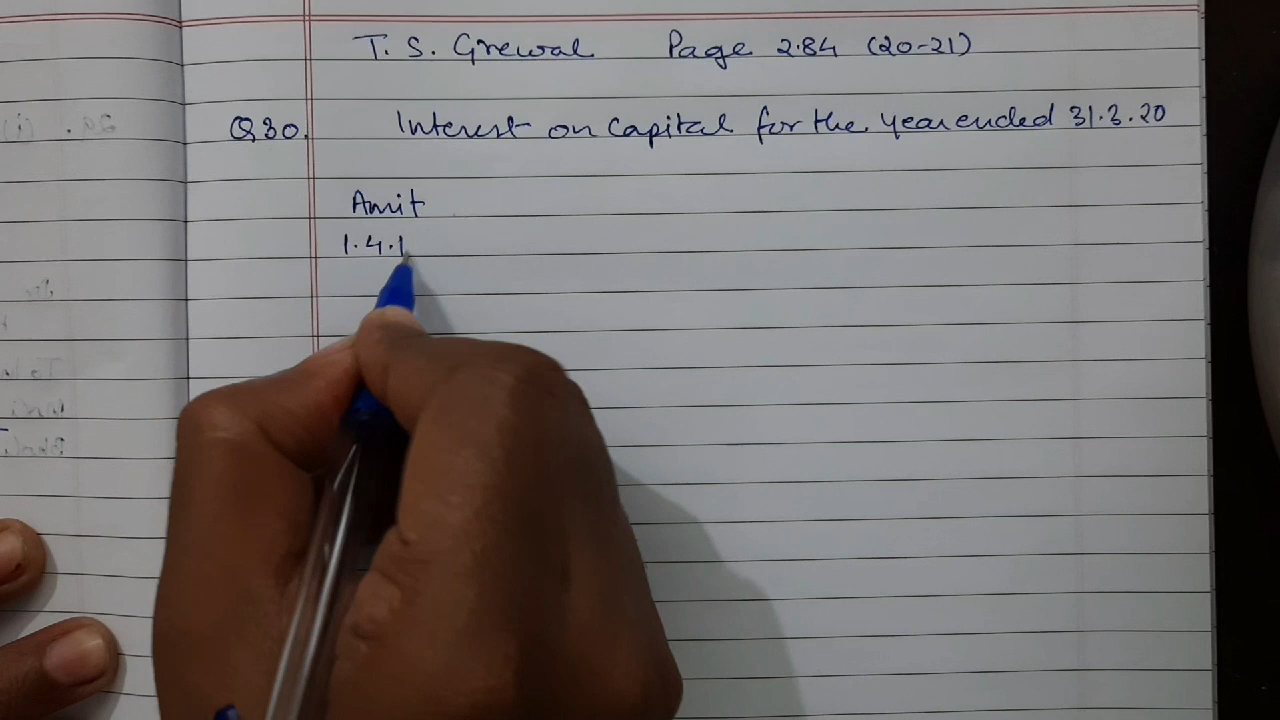 T. S. Grewal Page 2.84 (20-21)
Q30. Interest on capital for the year ended 31.3.20
Amit
1.4.1